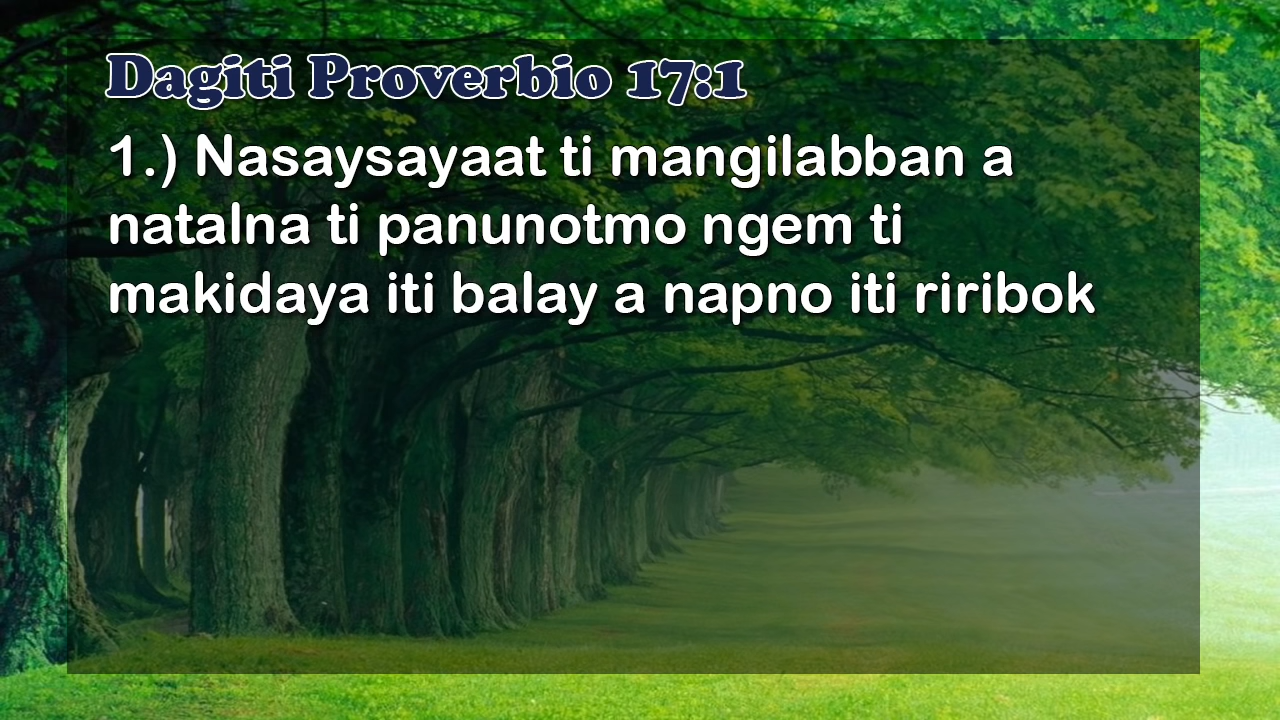 Dagiti Proverbio 17:1
1.) Nasaysayaat ti mangilabban a
natalna ti panunotmo ngem ti
makidaya iti balay a napno iti riribok